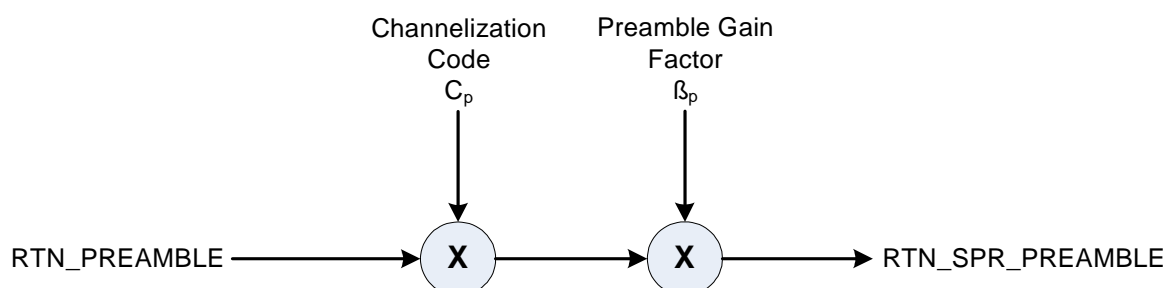 Channelization
Code
Cₚ
Preamble Gain
Factor
ßₚ
RTN_PREAMBLE
X
X
RTN_SPR_PREAMBLE